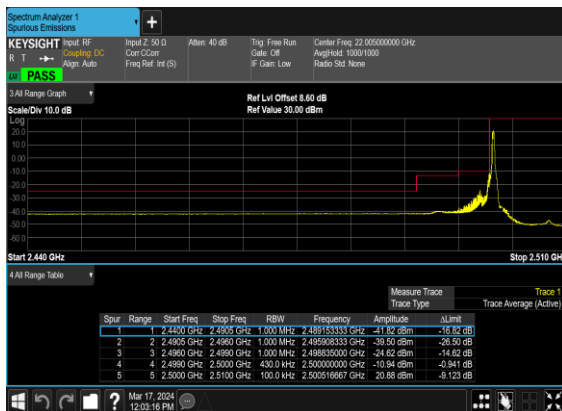 Spectrum Analyzer 1
Spurious Emissions
KEYSIGHT Input: RF Input Z: 50 Ω Atten: 40 dB Trig: Free Run Center Freq: 22.005000000 GHz
R T Coupling: DC Corr CCorr Gate: Off Avg|Hold: 1000/1000
Align: Auto Freq Ref: Int (S) IF Gain: Low Radio Std: None
PASS
3 All Range Graph
Ref Lvl Offset 8.60 dB
Scale/Div 10.0 dB Ref Value 30.00 dBm
Log
20.0
10.0
0.00
-10.0
-20.0
-30.0
-40.0
-50.0
-60.0
Start 2.440 GHz Stop 2.510 GH
4 All Range Table
Measure Trace Trace 1
Trace Type Trace Average (Active)
Spur Range Start Freq Stop Freq RBW Frequency Amplitude ΔLimit
1 1 2.4400 GHz 2.4905 GHz 1.000 MHz 2.489153333 GHz -41.82 dBm -16.82 dB
2 2 2.4905 GHz 2.4960 GHz 1.000 MHz 2.495908333 GHz -39.50 dBm -26.50 dB
3 3 2.4960 GHz 2.4990 GHz 1.000 MHz 2.498835000 GHz -24.62 dBm -14.62 dB
4 4 2.4990 GHz 2.5000 GHz 430.0 kHz 2.500000000 GHz -10.94 dBm -0.941 dB
5 5 2.5000 GHz 2.5100 GHz 100.0 kHz 2.500516667 GHz 20.88 dBm -9.123 dB
Mar 17, 2024
12:03:16 PM